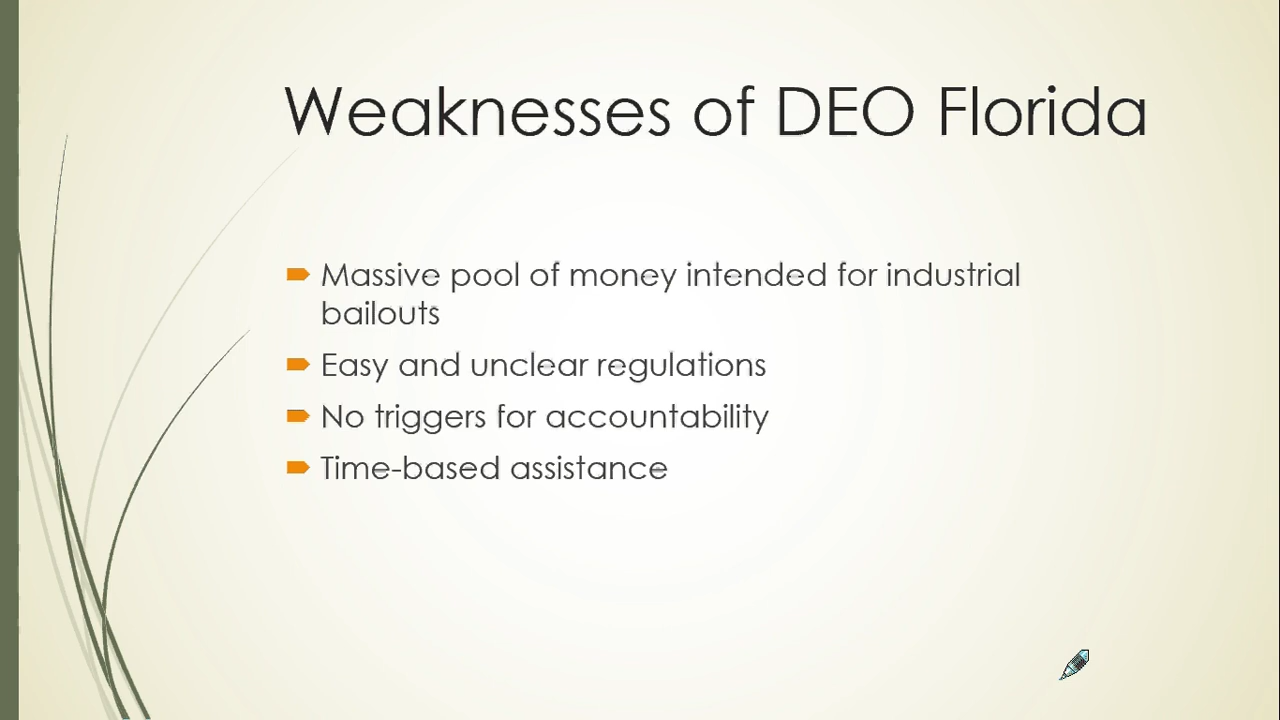 Weaknesses of DEO Florida
Massive pool of money intended for industrial
bailouts
Easy and unclear regulations
No triggers for accountability
Time-based assistance